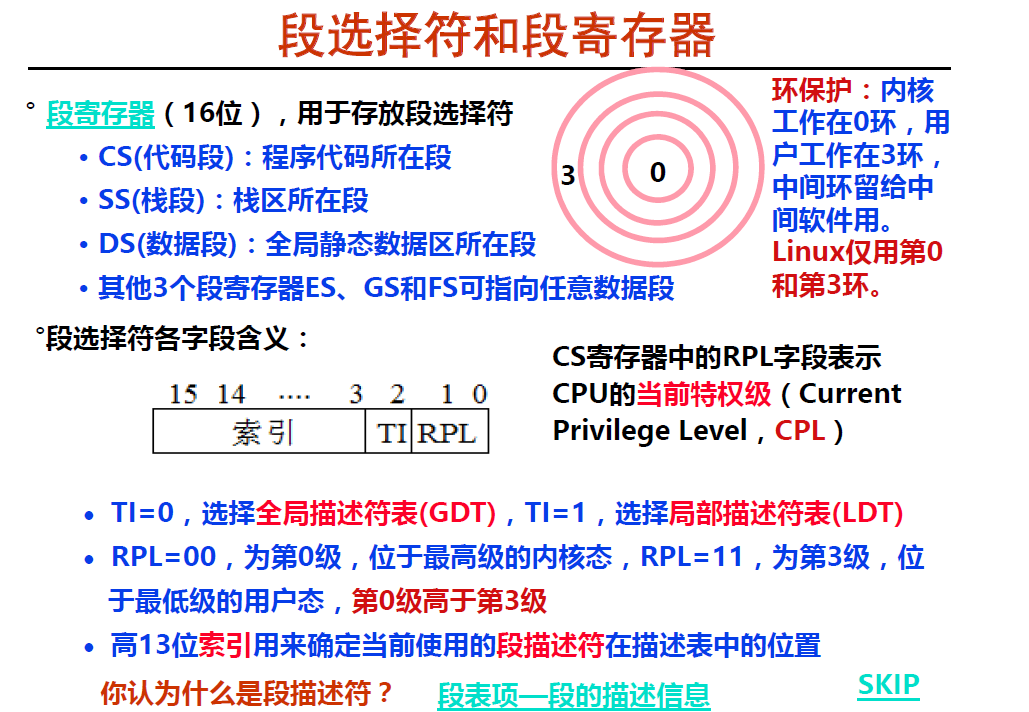 段选择符和段寄存器
° 段寄存器（16位），用于存放段选择符
• CS(代码段)：程序代码所在段
• SS(栈段)：栈区所在段
• DS(数据段)：全局静态数据区所在段
• 其他3个段寄存器ES、GS和FS可指向任意数据段
3
0
环保护：内核
工作在0环，用
户工作在3环，
中间环留给中
间软件用。
Linux仅用第0
和第3环。
°段选择符各字段含义：
15 14 .... 3 2 1 0
索引 TI RPL
CS寄存器中的RPL字段表示
CPU的当前特权级（Current
Privilege Level，CPL）
• TI=0，选择全局描述符表(GDT)，TI=1，选择局部描述符表(LDT)
• RPL=00，为第0级，位于最高级的内核态，RPL=11，为第3级，位
于最低级的用户态，第0级高于第3级
• 高13位索引用来确定当前使用的段描述符在描述表中的位置
你认为什么是段描述符？
段表项—段的描述信息
SKIP